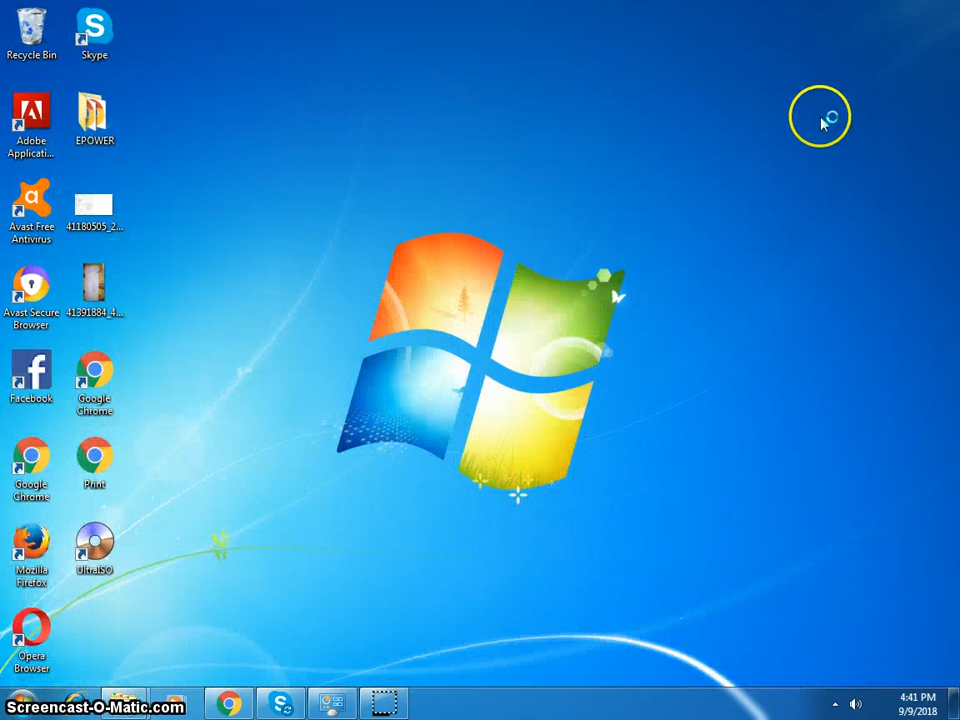 Recycle Bin
Skype
Adobe
Applicati...
EPOWER
Avast Free
Antivirus
41180505_2...
Avast Secure
Browser
41391884_4...
Facebook
Google
Chrome
Google
Chrome
Print
Mozilla
Firefox
UltraISO
Opera
Browser
4:41 PM
9/9/2018
Screencast-O-Matic.com